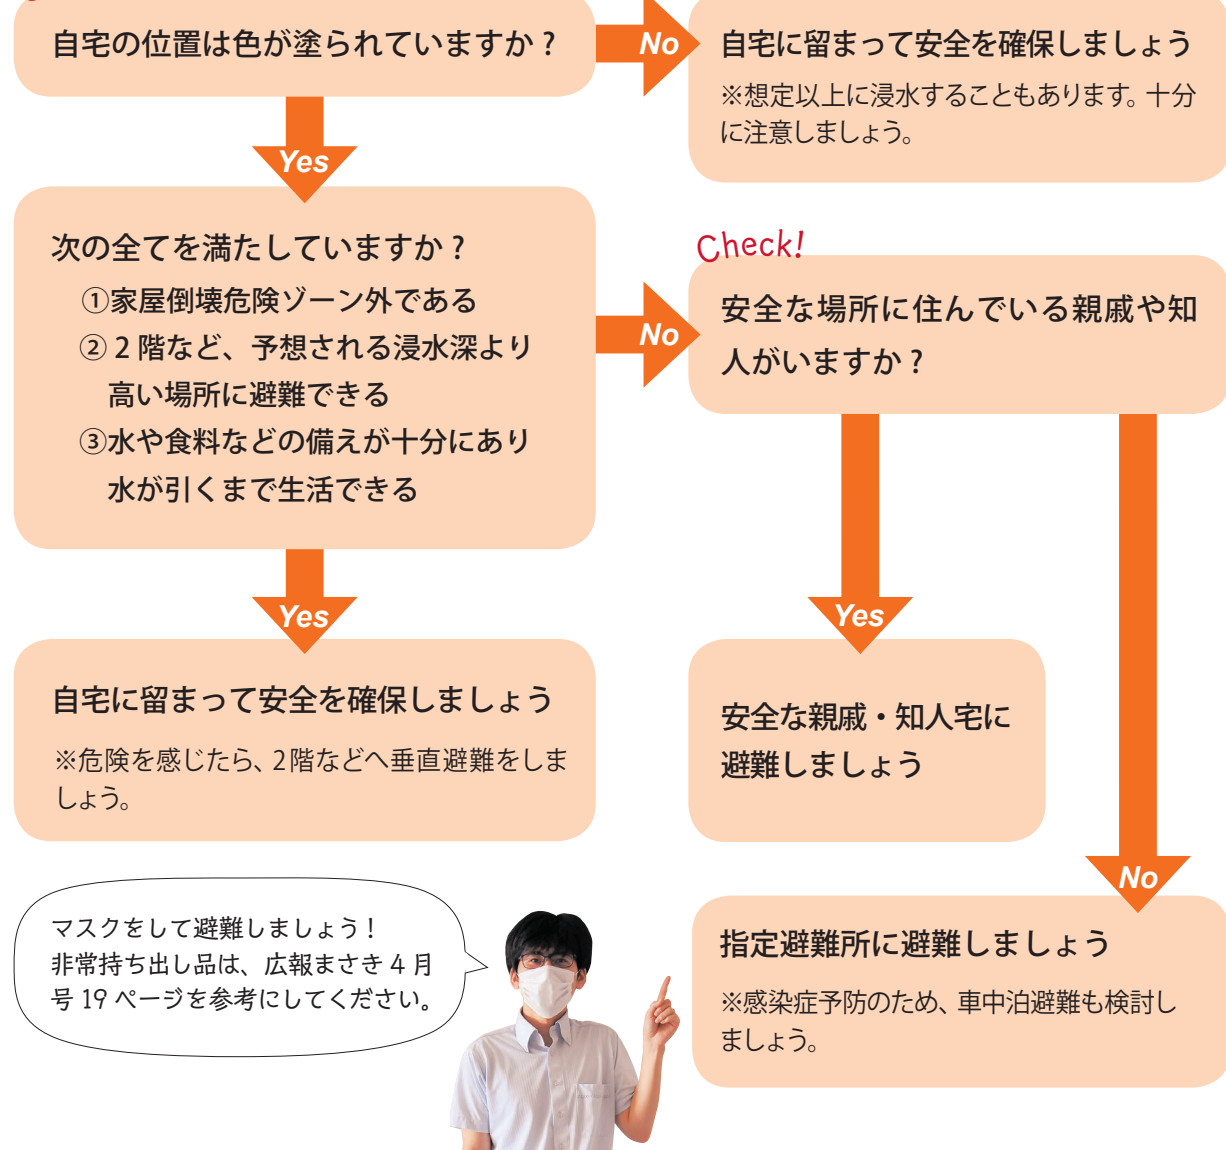 自宅の位置は色が塗られていますか？
No
自宅に留まって安全を確保しましょう
※想定以上に浸水することもあります。十分
に注意しましょう。
Yes
次の全てを満たしていますか？
①家屋倒壊危険ゾーン外である
②２階など、予想される浸水深より
高い場所に避難できる
③水や食料などの備えが十分にあり
水が引くまで生活できる
No
Check!
安全な場所に住んでいる親戚や知
人がいますか？
Yes
自宅に留まって安全を確保しましょう
※危険を感じたら、2階などへ垂直避難をしま
しょう。
Yes
安全な親戚・知人宅に
避難しましょう
No
指定避難所に避難しましょう
※感染症予防のため、車中泊避難も検討し
ましょう。
マスクをして避難しましょう！
非常持ち出し品は、広報まさき４月
号 19 ページを参考にしてください。